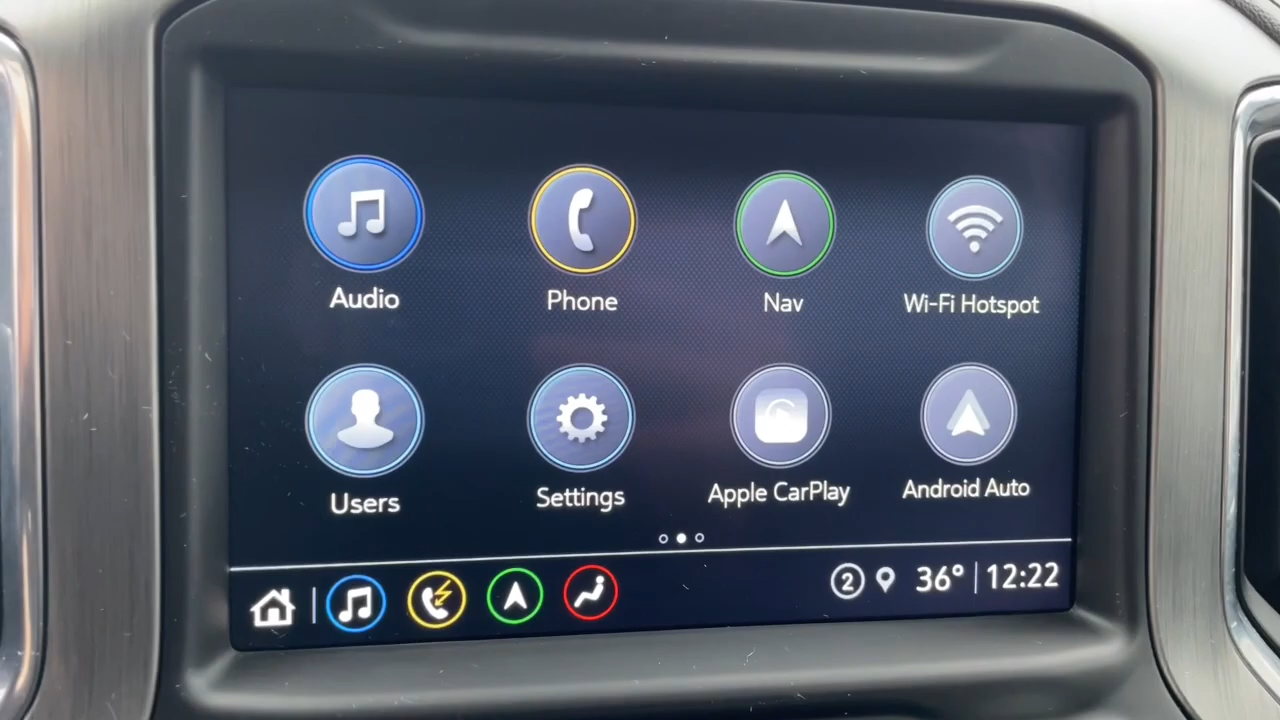 Audio
Phone
Nav
Wi-Fi Hotspot
Users
Settings
Apple CarPlay
Android Auto
2
36°
12:22